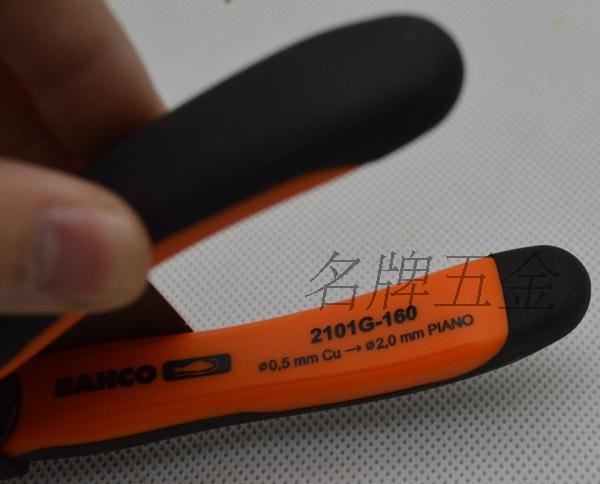 名牌五金
2101G-160
ø0,5 mm Cu → ø2,0 mm PIANO
BAHCO